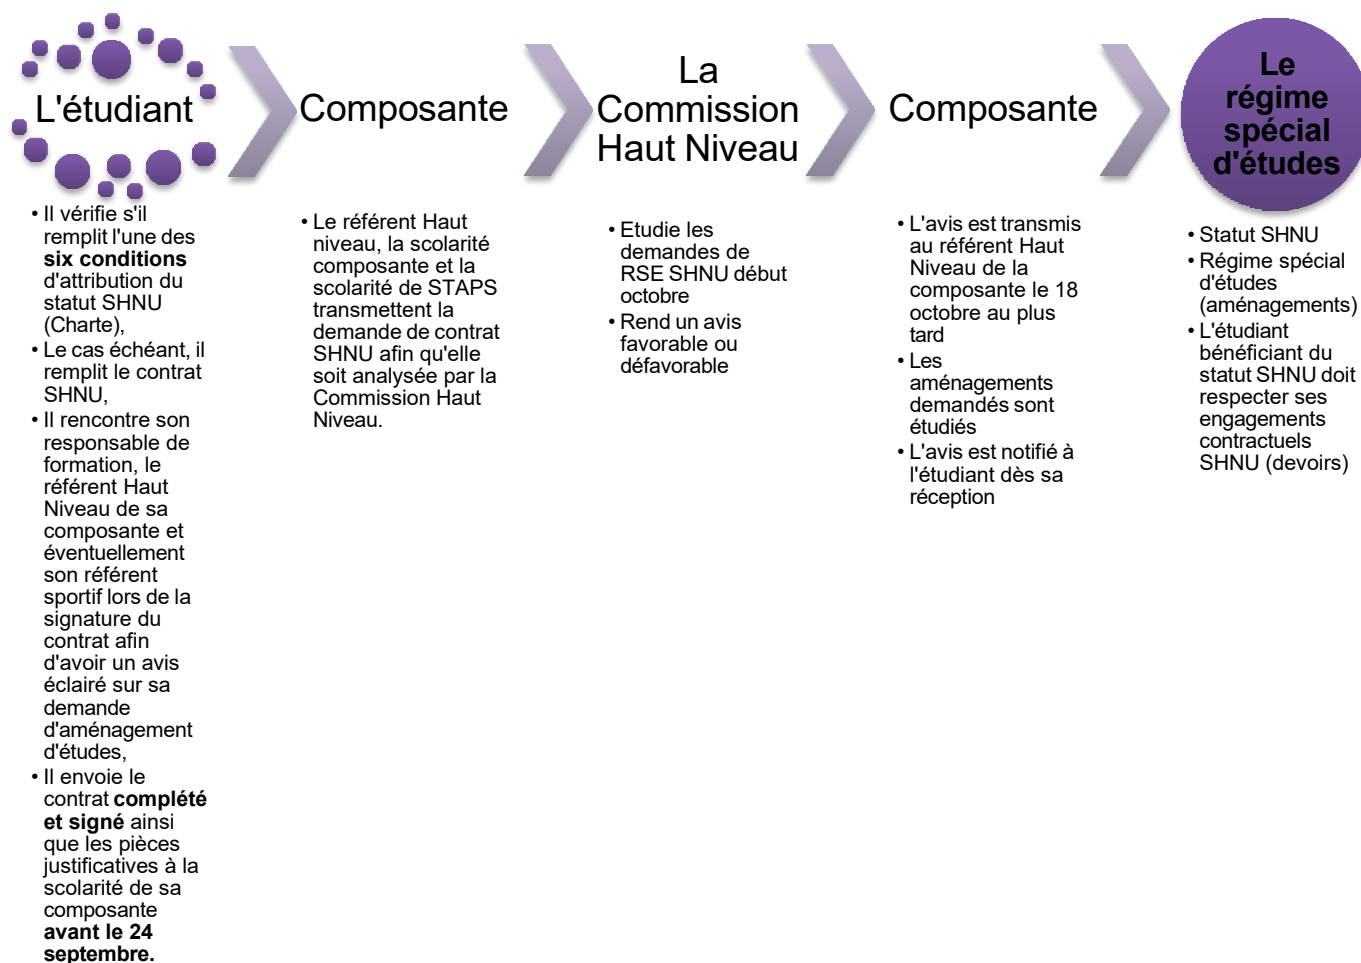 L'étudiant
• Il vérifie s'il
remplit l'une des
six conditions
d'attribution du
statut SHNU
(Charte),
• Le cas échéant, il
remplit le contrat
SHNU,
• Il rencontre son
responsable de
formation, le
référent Haut
Niveau de sa
composante et
éventuellement
son référent
sportif lors de la
signature du
contrat afin
d'avoir un avis
éclairé sur sa
demande
d'aménagement
d'études,
• Il envoie le
contrat complété
et signé ainsi
que les pièces
justificatives à la
scolarité de sa
composante
avant le 24
septembre.
Composante
• Le référent Haut
niveau, la scolarité
composante et la
scolarité de STAPS
transmettent la
demande de contrat
SHNU afin qu'elle
soit analysée par la
Commission Haut
Niveau.
La
Commission
Haut Niveau
• Etudie les
demandes de
RSE SHNU début
octobre
• Rend un avis
favorable ou
défavorable
Composante
• L'avis est transmis
au référent Haut
Niveau de la
composante le 18
octobre au plus
tard
• Les
aménagements
demandés sont
étudiés
• L'avis est notifié à
l'étudiant dès sa
réception
Le
régime
spécial
d'études
• Statut SHNU
• Régime spécial
d'études
(aménagements)
• L'étudiant
bénéficiant du
statut SHNU doit
respecter ses
engagements
contractuels
SHNU (devoirs)